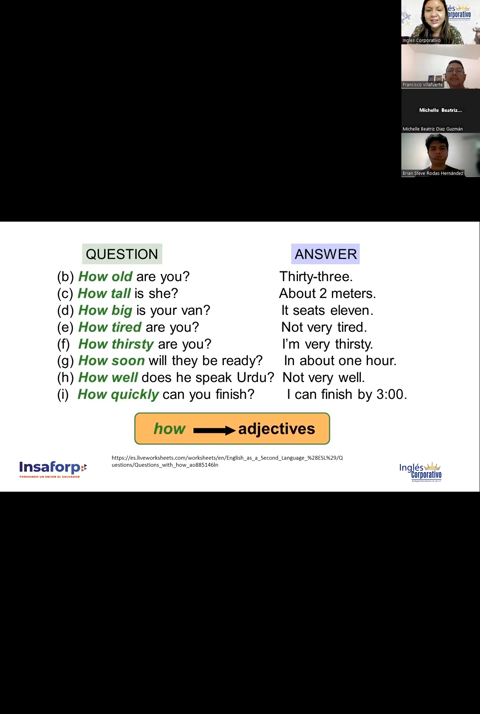 Inglés Corporativo
Inglés Corporativo
Francisco Villafuerte
Michelle Beatriz...
Michelle Beatriz Diaz Guzmán
Brian Steve Rodas Hernández
QUESTION ANSWER
(b) How old are you? Thirty-three.
(c) How tall is she? About 2 meters.
(d) How big is your van? It seats eleven.
(e) How tired are you? Not very tired.
(f) How thirsty are you? I'm very thirsty.
(g) How soon will they be ready? In about one hour.
(h) How well does he speak Urdu? Not very well.
(i) How quickly can you finish? I can finish by 3:00.
how adjectives
https://es.liveworksheets.com/worksheets/en/English_as_a_Second_Language_%28ESL%29/Q
uestions/Questions_with_how_ao885146ln
Insaforp
Inglés
Corporativo